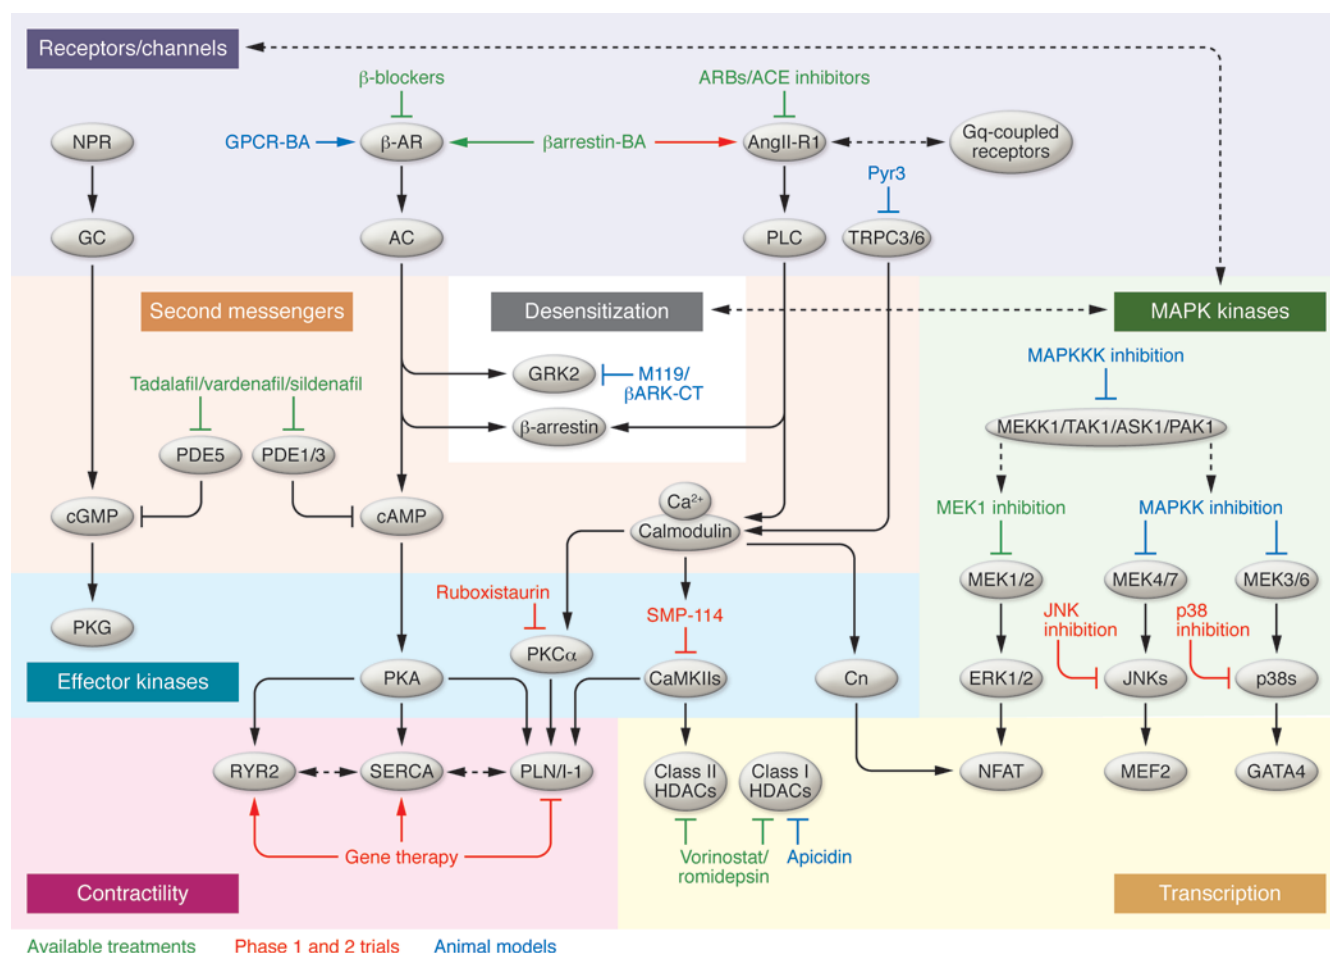 Receptors/channels
β-blockers
ARBs/ACE inhibitors
NPR
GPCR-BA
β-AR
βarrestin-BA
AngII-R1
Gq-coupled
receptors
Pyr3
GC
AC
PLC
TRPC3/6
Second messengers
Desensitization
MAPK kinases
MAPKKK inhibition
Tadalafil/vardenafil/sildenafil
GRK2
M119/
βARK-CT
β-arrestin
MEKK1/TAK1/ASK1/PAK1
PDE5
PDE1/3
cGMP
cAMP
Ca2+
Calmodulin
MEK1 inhibition
MAPKK inhibition
MEK1/2
MEK4/7
MEK3/6
Ruboxistaurin
SMP-114
JNK
inhibition
p38
inhibition
PKG
PKCα
Effector kinases
PKA
CaMKIIs
Cn
ERK1/2
JNKs
p38s
RYR2
SERCA
PLN/I-1
Class II
HDACs
Class I
HDACs
NFAT
MEF2
GATA4
Gene therapy
Vorinostat/
romidepsin
Apicidin
Contractility
Transcription
Available treatments
Phase 1 and 2 trials
Animal models